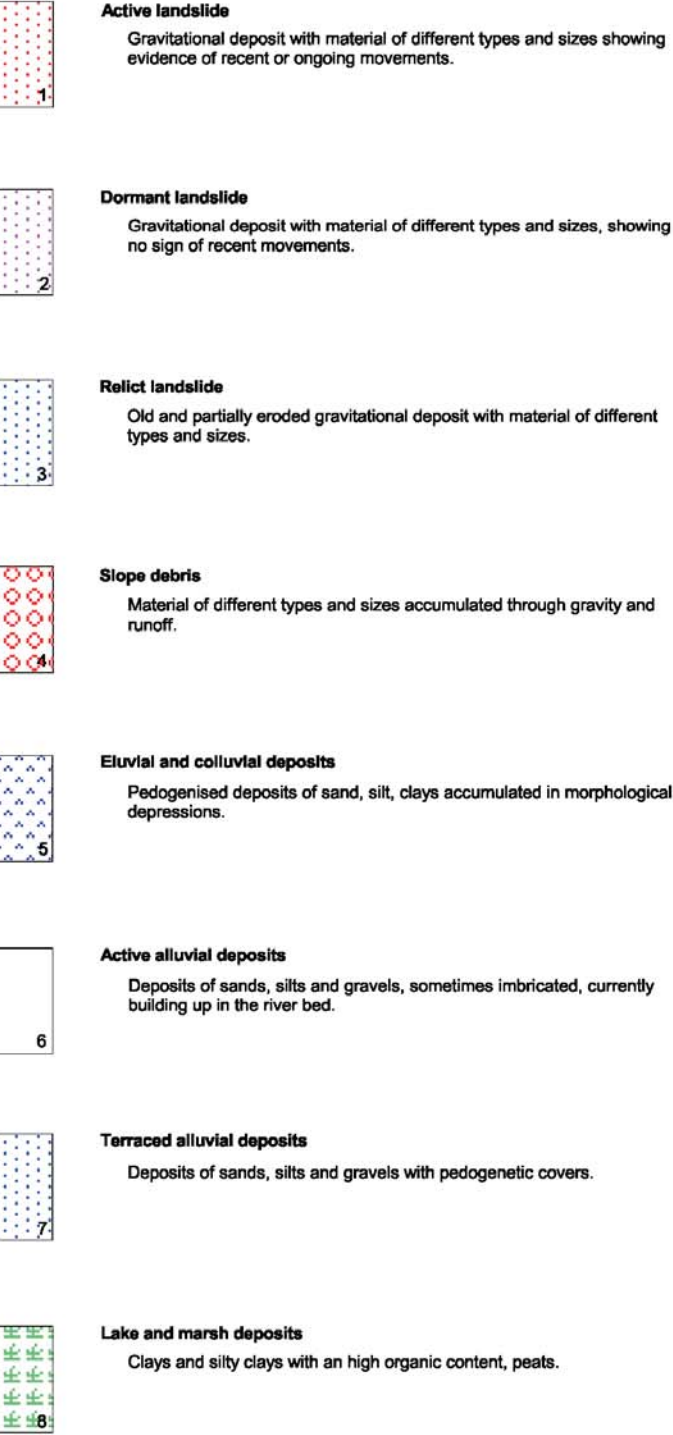 Active landslide
Gravitational deposit with material of different types and sizes showing
evidence of recent or ongoing movements.
1
Dormant landslide
Gravitational deposit with material of different types and sizes, showing
no sign of recent movements.
2
Relict landslide
Old and partially eroded gravitational deposit with material of different
types and sizes.
3
Slope debris
Material of different types and sizes accumulated through gravity and
runoff.
4
Eluvial and colluvial deposits
Pedogenised deposits of sand, silt, clays accumulated in morphological
depressions.
5
Active alluvial deposits
Deposits of sands, silts and gravels, sometimes imbricated, currently
building up in the river bed.
6
Terraced alluvial deposits
Deposits of sands, silts and gravels with pedogenetic covers.
7
Lake and marsh deposits
Clays and silty clays with an high organic content, peats.
8